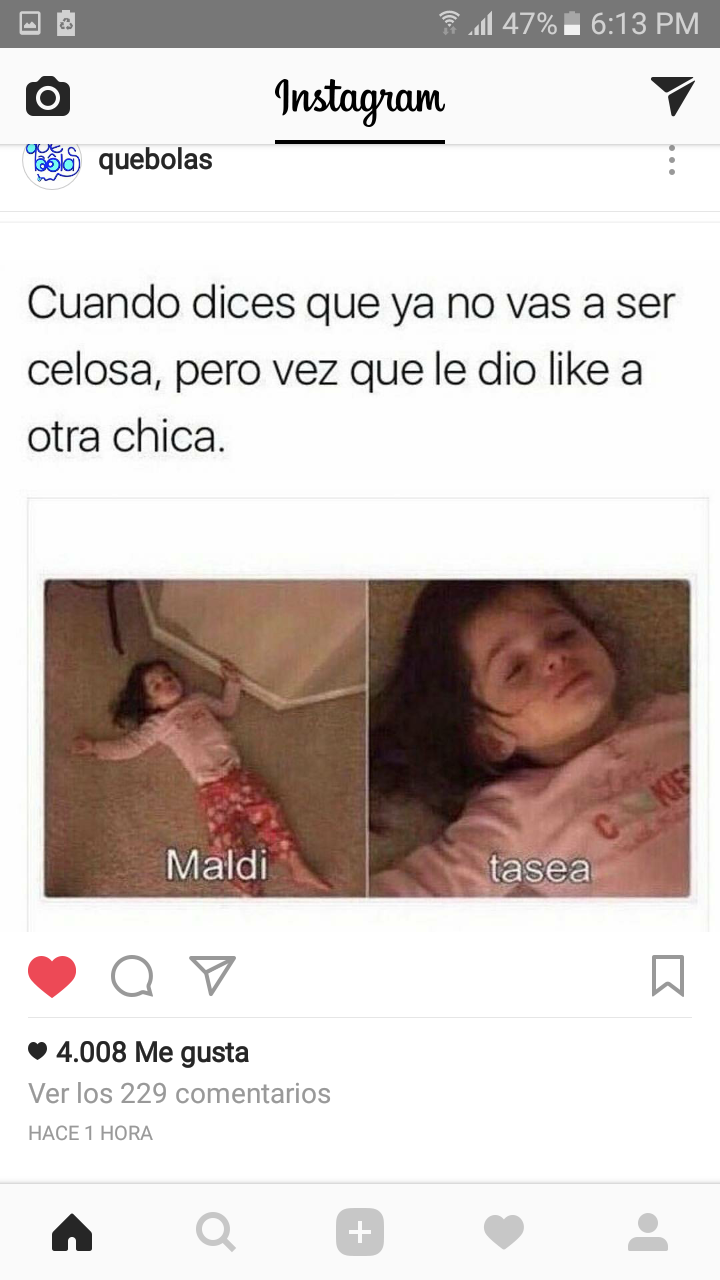 47% 6:13 PM
Instagram
quebolas
Cuando dices que ya no vas a ser
celosa, pero vez que le dio like a
otra chica.
Maldi
tasea
4.008 Me gusta
Ver los 229 comentarios
HACE 1 HORA